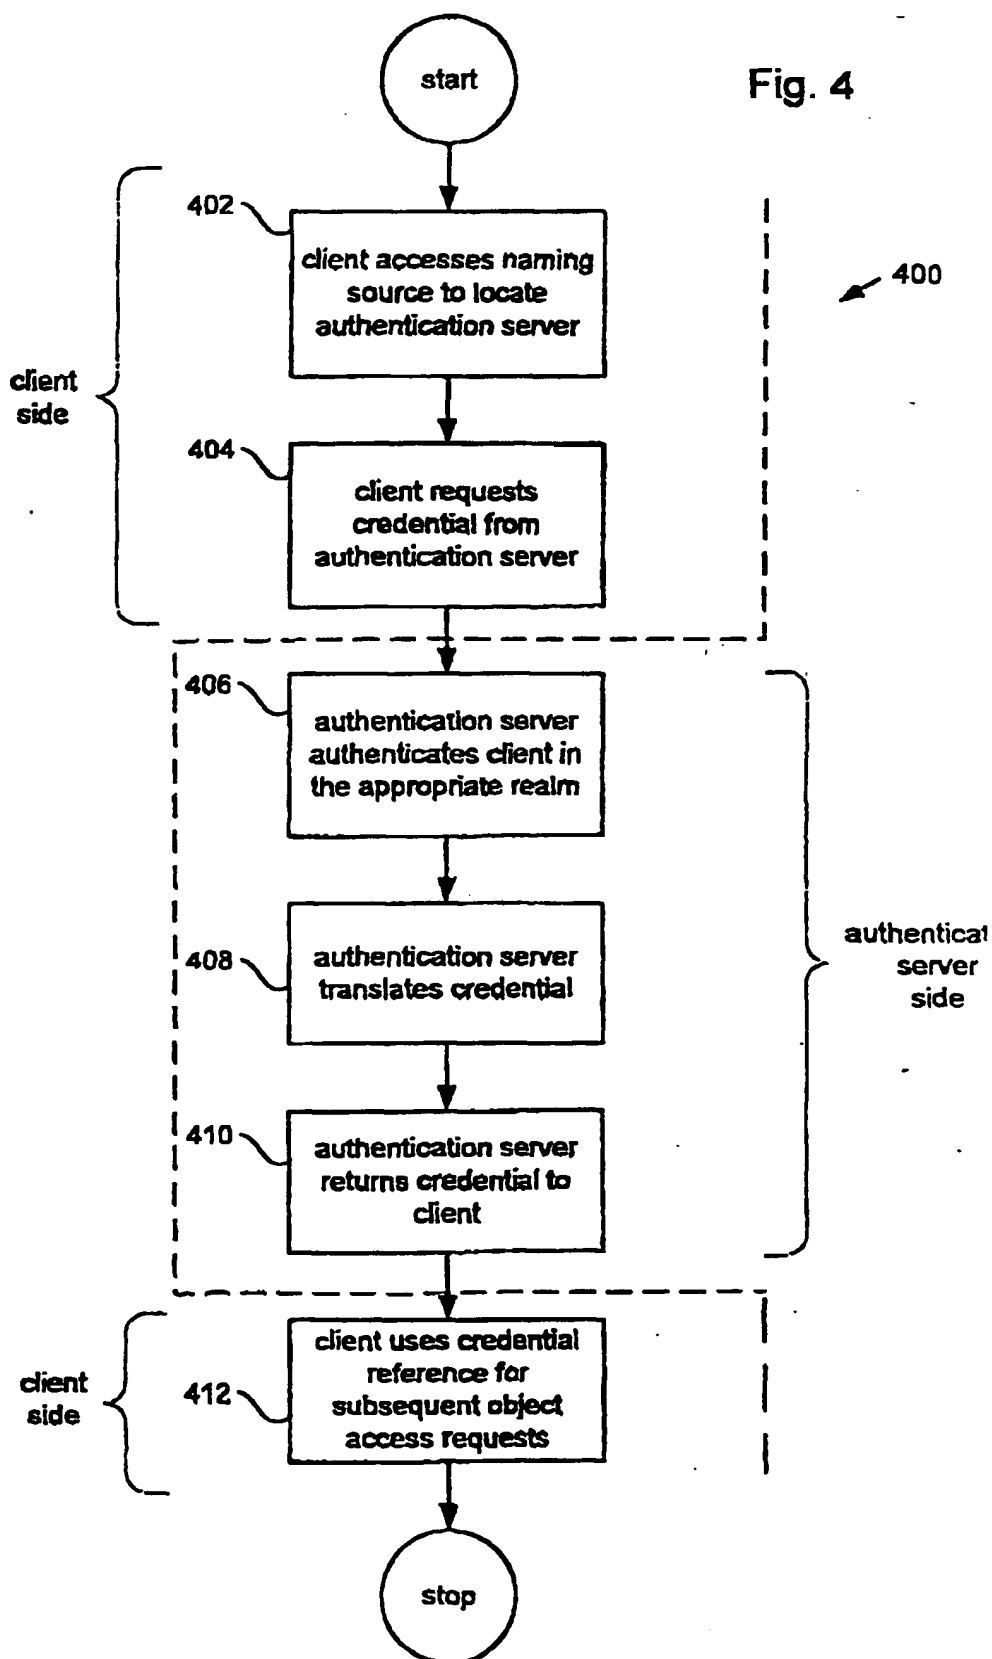 start
Fig. 4
402
client accesses naming
source to locate
authentication server
400
client
side
404
client requests
credential from
authentication server
406
authentication server
authenticates client in
the appropriate realm
408
authentication server
translates credential
authenticat
server
side
410
authentication server
returns credential to
client
client
side
412
client uses credential
reference for
subsequent object
access requests
stop